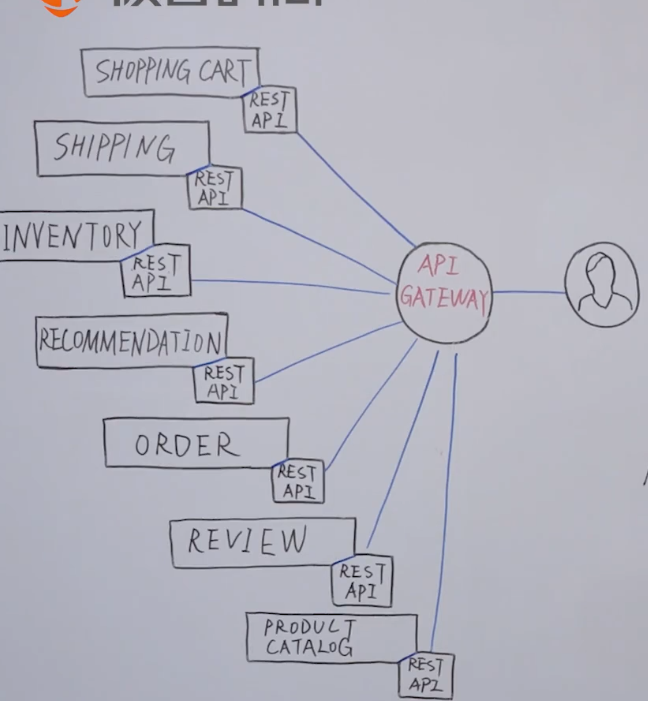 SHOPPING CART
REST
API
SHIPPING
REST
API
INVENTORY
REST
API
API
GATEWAY
RECOMMENDATION
REST
API
ORDER
REST
API
REVIEW
REST
API
PRODUCT
CATALOG
REST
API